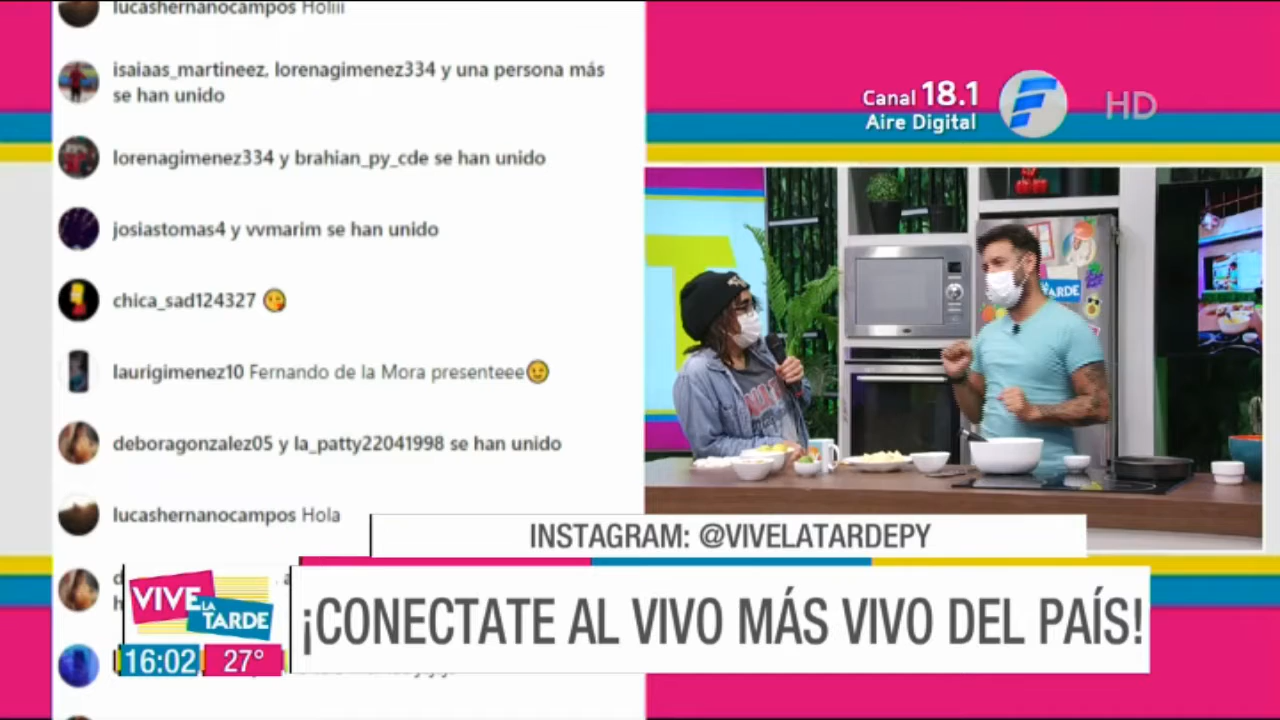 lucashernanocampos Holiii
isaiaas_martineez, lorenagimenez334 y una persona más
se han unido
lorenagimenez334 y brahian_py_cde se han unido
josiastomas4 y vvmarim se han unido
chica_sad124327 😘
laurigimenez10 Fernando de la Mora presenteee😉
deboragonzalez05 y la_patty22041998 se han unido
lucashernanocampos Hola
Canal 18.1
Aire Digital
HD
TARDE
INSTAGRAM: @VIVELATARDEPY
VIVE
LA
TARDE
¡CONECTATE AL VIVO MÁS VIVO DEL PAÍS!
16:02 27°